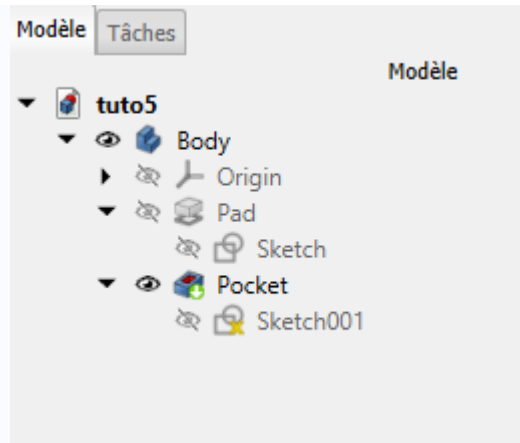 Modèle Tâches
Modèle
tuto5
Body
Origin
Pad
Sketch
Pocket
Sketch001